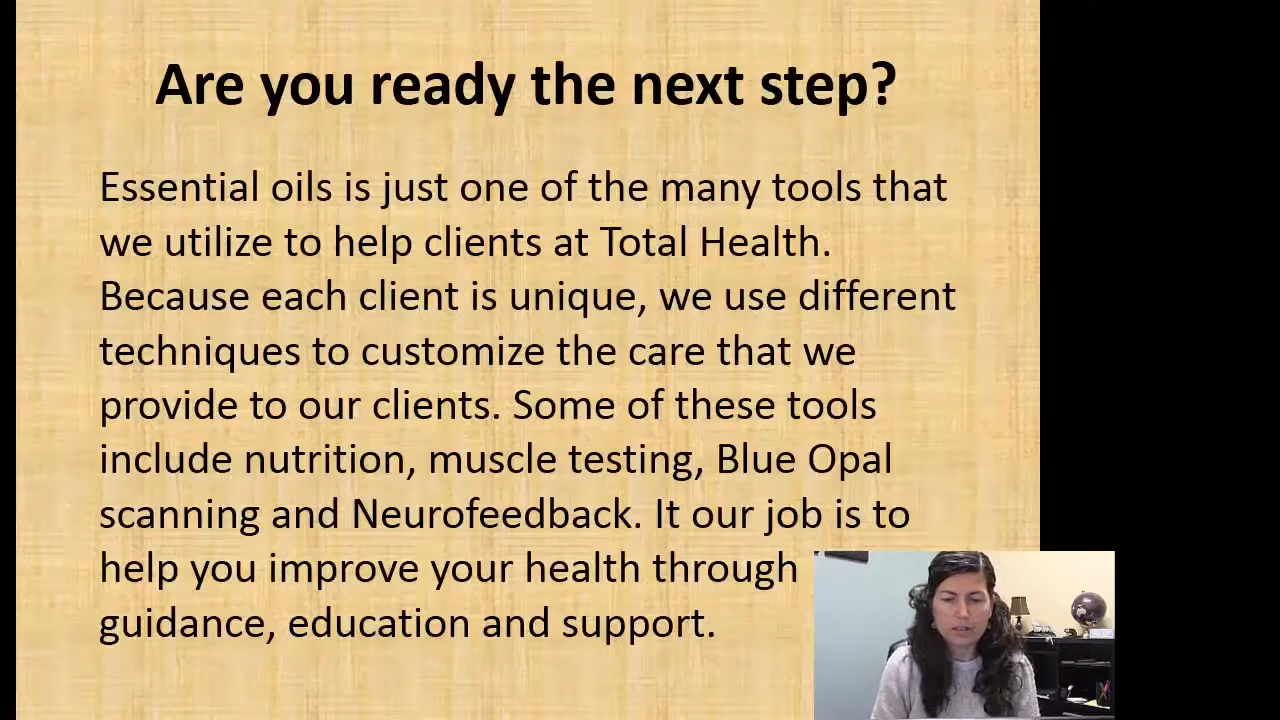 Are you ready the next step?
Essential oils is just one of the many tools that
we utilize to help clients at Total Health.
Because each client is unique, we use different
techniques to customize the care that we
provide to our clients. Some of these tools
include nutrition, muscle testing, Blue Opal
scanning and Neurofeedback. It our job is to
help you improve your health through
guidance, education and support.